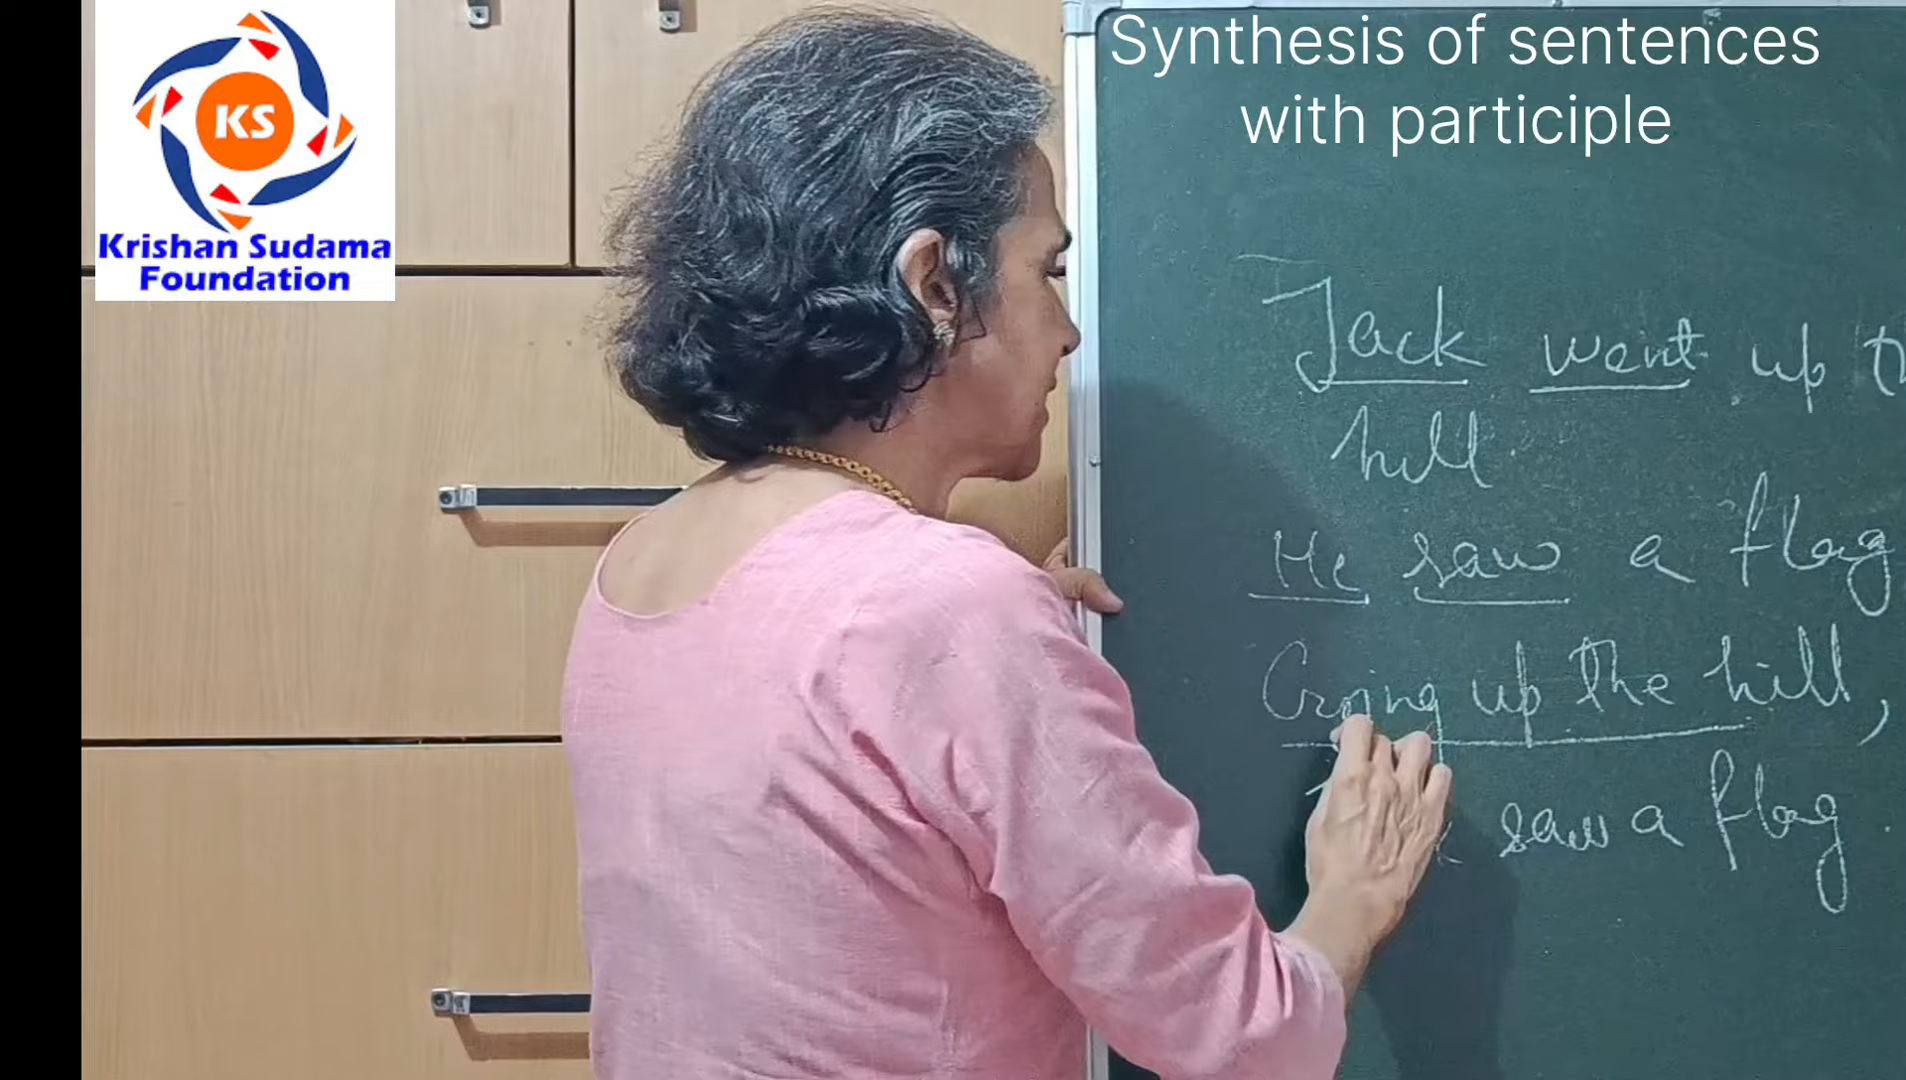 KS
Krishan Sudama
Foundation
Synthesis of sentences
with participle
Jack went up
hill.
He saw a flag
Going up the hill,
saw a flag.